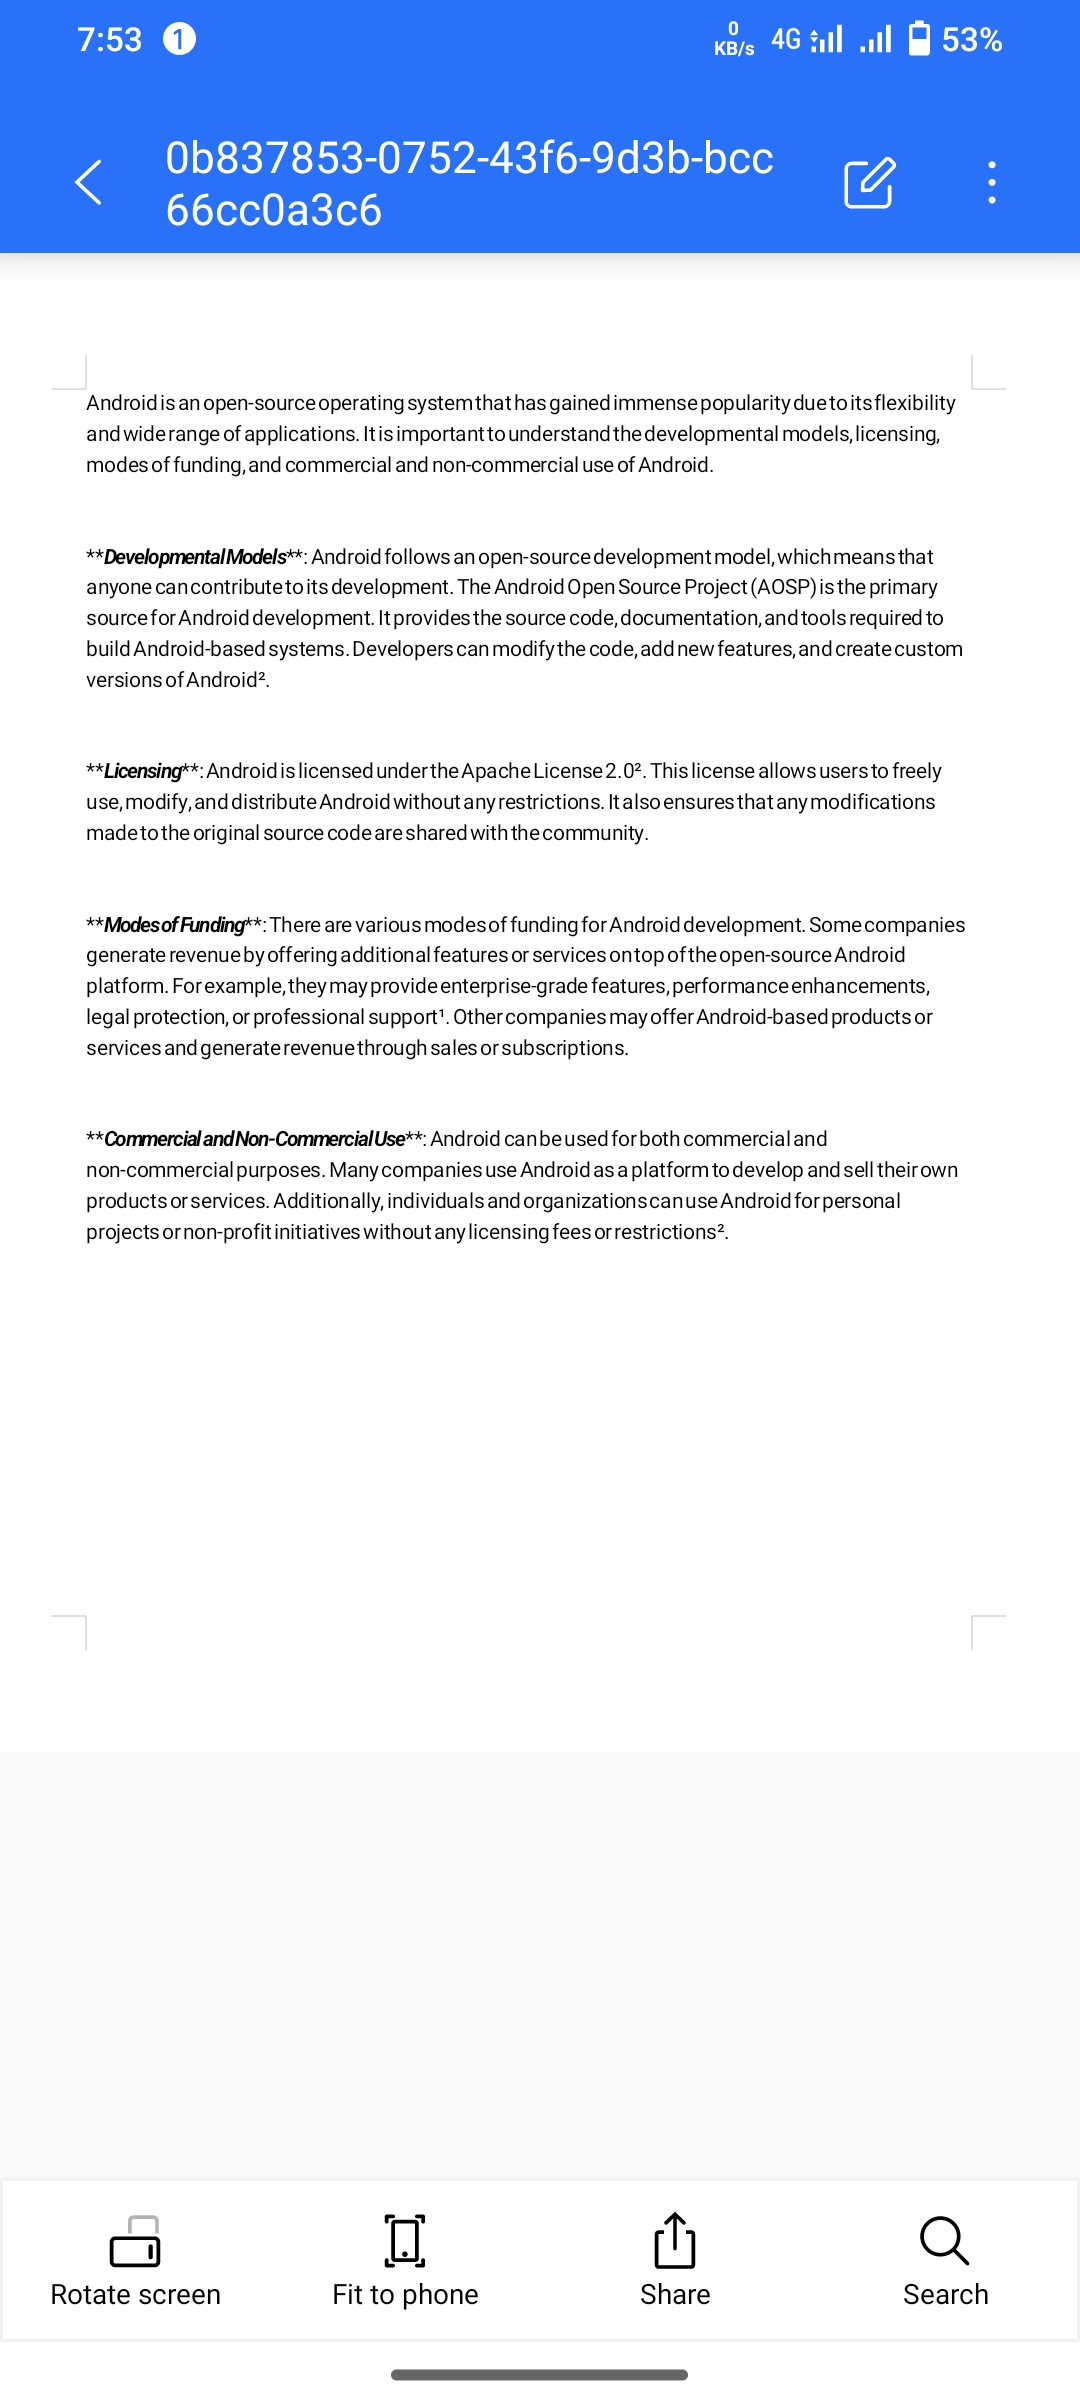 7:53 1 0 KB/s 4G 53%
0b837853-0752-43f6-9d3b-bcc
66cc0a3c6
Android is an open-source operating system that has gained immense popularity due to its flexibility
and wide range of applications. It is important to understand the developmental models, licensing,
modes of funding, and commercial and non-commercial use of Android.
**Developmental Models**: Android follows an open-source development model, which means that
anyone can contribute to its development. The Android Open Source Project (AOSP) is the primary
source for Android development. It provides the source code, documentation, and tools required to
build Android-based systems. Developers can modify the code, add new features, and create custom
versions of Android².
**Licensing**: Android is licensed under the Apache License 2.0². This license allows users to freely
use, modify, and distribute Android without any restrictions. It also ensures that any modifications
made to the original source code are shared with the community.
**Modes of Funding**: There are various modes of funding for Android development. Some companies
generate revenue by offering additional features or services on top of the open-source Android
platform. For example, they may provide enterprise-grade features, performance enhancements,
legal protection, or professional support¹. Other companies may offer Android-based products or
services and generate revenue through sales or subscriptions.
**Commercial and Non-Commercial Use**: Android can be used for both commercial and
non-commercial purposes. Many companies use Android as a platform to develop and sell their own
products or services. Additionally, individuals and organizations can use Android for personal
projects or non-profit initiatives without any licensing fees or restrictions².
Rotate screen Fit to phone Share Search